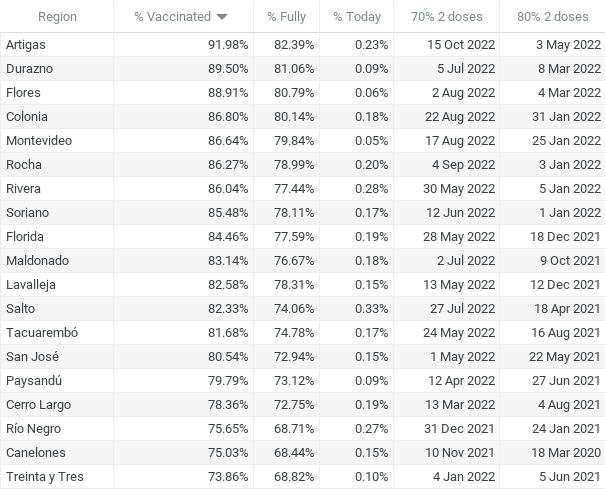 Region % Vaccinated % Fully % Today 70% 2 doses 80% 2 doses
Artigas 91.98% 82.39% 0.23% 15 Oct 2022 3 May 2022
Durazno 89.50% 81.06% 0.09% 5 Jul 2022 8 Mar 2022
Flores 88.91% 80.79% 0.06% 2 Aug 2022 4 Mar 2022
Colonia 86.80% 80.14% 0.18% 22 Aug 2022 31 Jan 2022
Montevideo 86.64% 79.84% 0.05% 17 Aug 2022 25 Jan 2022
Rocha 86.27% 78.99% 0.20% 4 Sep 2022 3 Jan 2022
Rivera 86.04% 77.44% 0.28% 30 May 2022 5 Jan 2022
Soriano 85.48% 78.11% 0.17% 12 Jun 2022 1 Jan 2022
Florida 84.46% 77.59% 0.19% 28 May 2022 18 Dec 2021
Maldonado 83.14% 76.67% 0.18% 2 Jul 2022 9 Oct 2021
Lavalleja 82.58% 78.31% 0.15% 13 May 2022 12 Dec 2021
Salto 82.33% 74.06% 0.33% 27 Jul 2022 18 Apr 2021
Tacuarembó 81.68% 74.78% 0.17% 24 May 2022 16 Aug 2021
San José 80.54% 72.94% 0.15% 1 May 2022 22 May 2021
Paysandú 79.79% 73.12% 0.09% 12 Apr 2022 27 Jun 2021
Cerro Largo 78.36% 72.75% 0.19% 13 Mar 2022 4 Aug 2021
Río Negro 75.65% 68.71% 0.27% 31 Dec 2021 24 Jan 2021
Canelones 75.03% 68.44% 0.15% 10 Nov 2021 18 Mar 2020
Treinta y Tres 73.86% 68.82% 0.10% 4 Jan 2022 5 Jun 2021